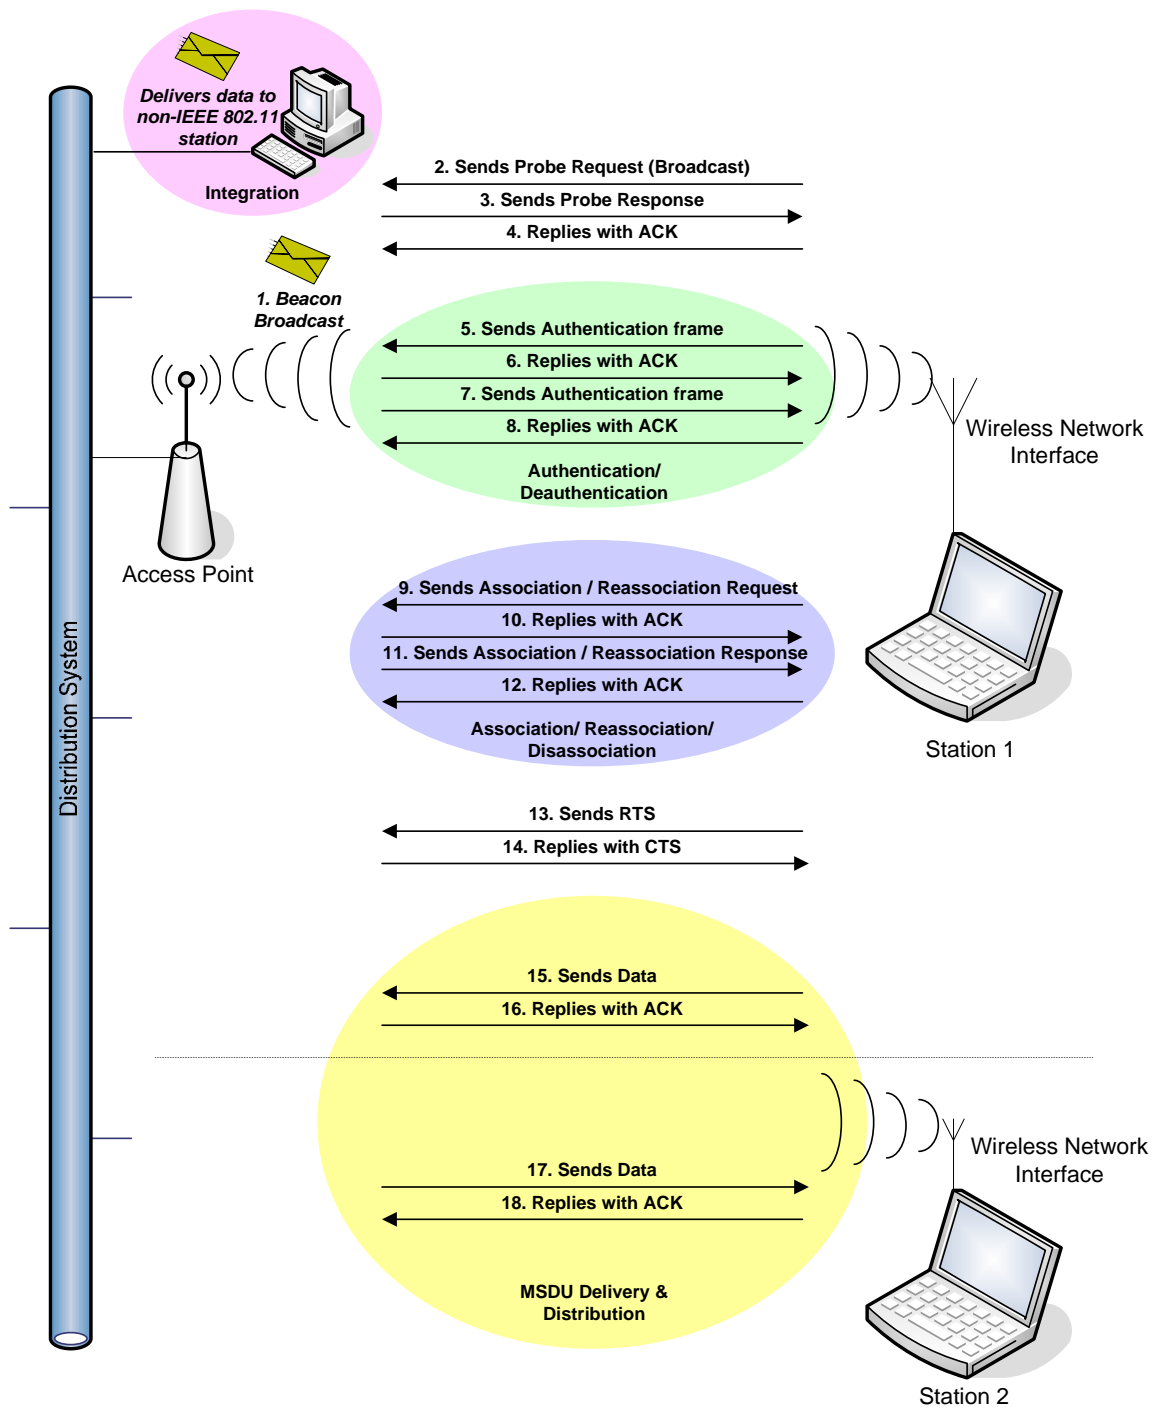 Delivers data to
non-IEEE 802.11
station
Integration
2. Sends Probe Request (Broadcast)
3. Sends Probe Response
4. Replies with ACK
1. Beacon
Broadcast
5. Sends Authentication frame
6. Replies with ACK
7. Sends Authentication frame
8. Replies with ACK
Authentication/
Deauthentication
Wireless Network
Interface
Access Point
9. Sends Association / Reassociation Request
10. Replies with ACK
11. Sends Association / Reassociation Response
12. Replies with ACK
Association/ Reassociation/
Disassociation
Station 1
Distribution System
13. Sends RTS
14. Replies with CTS
15. Sends Data
16. Replies with ACK
Wireless Network
Interface
17. Sends Data
18. Replies with ACK
MSDU Delivery &
Distribution
Station 2